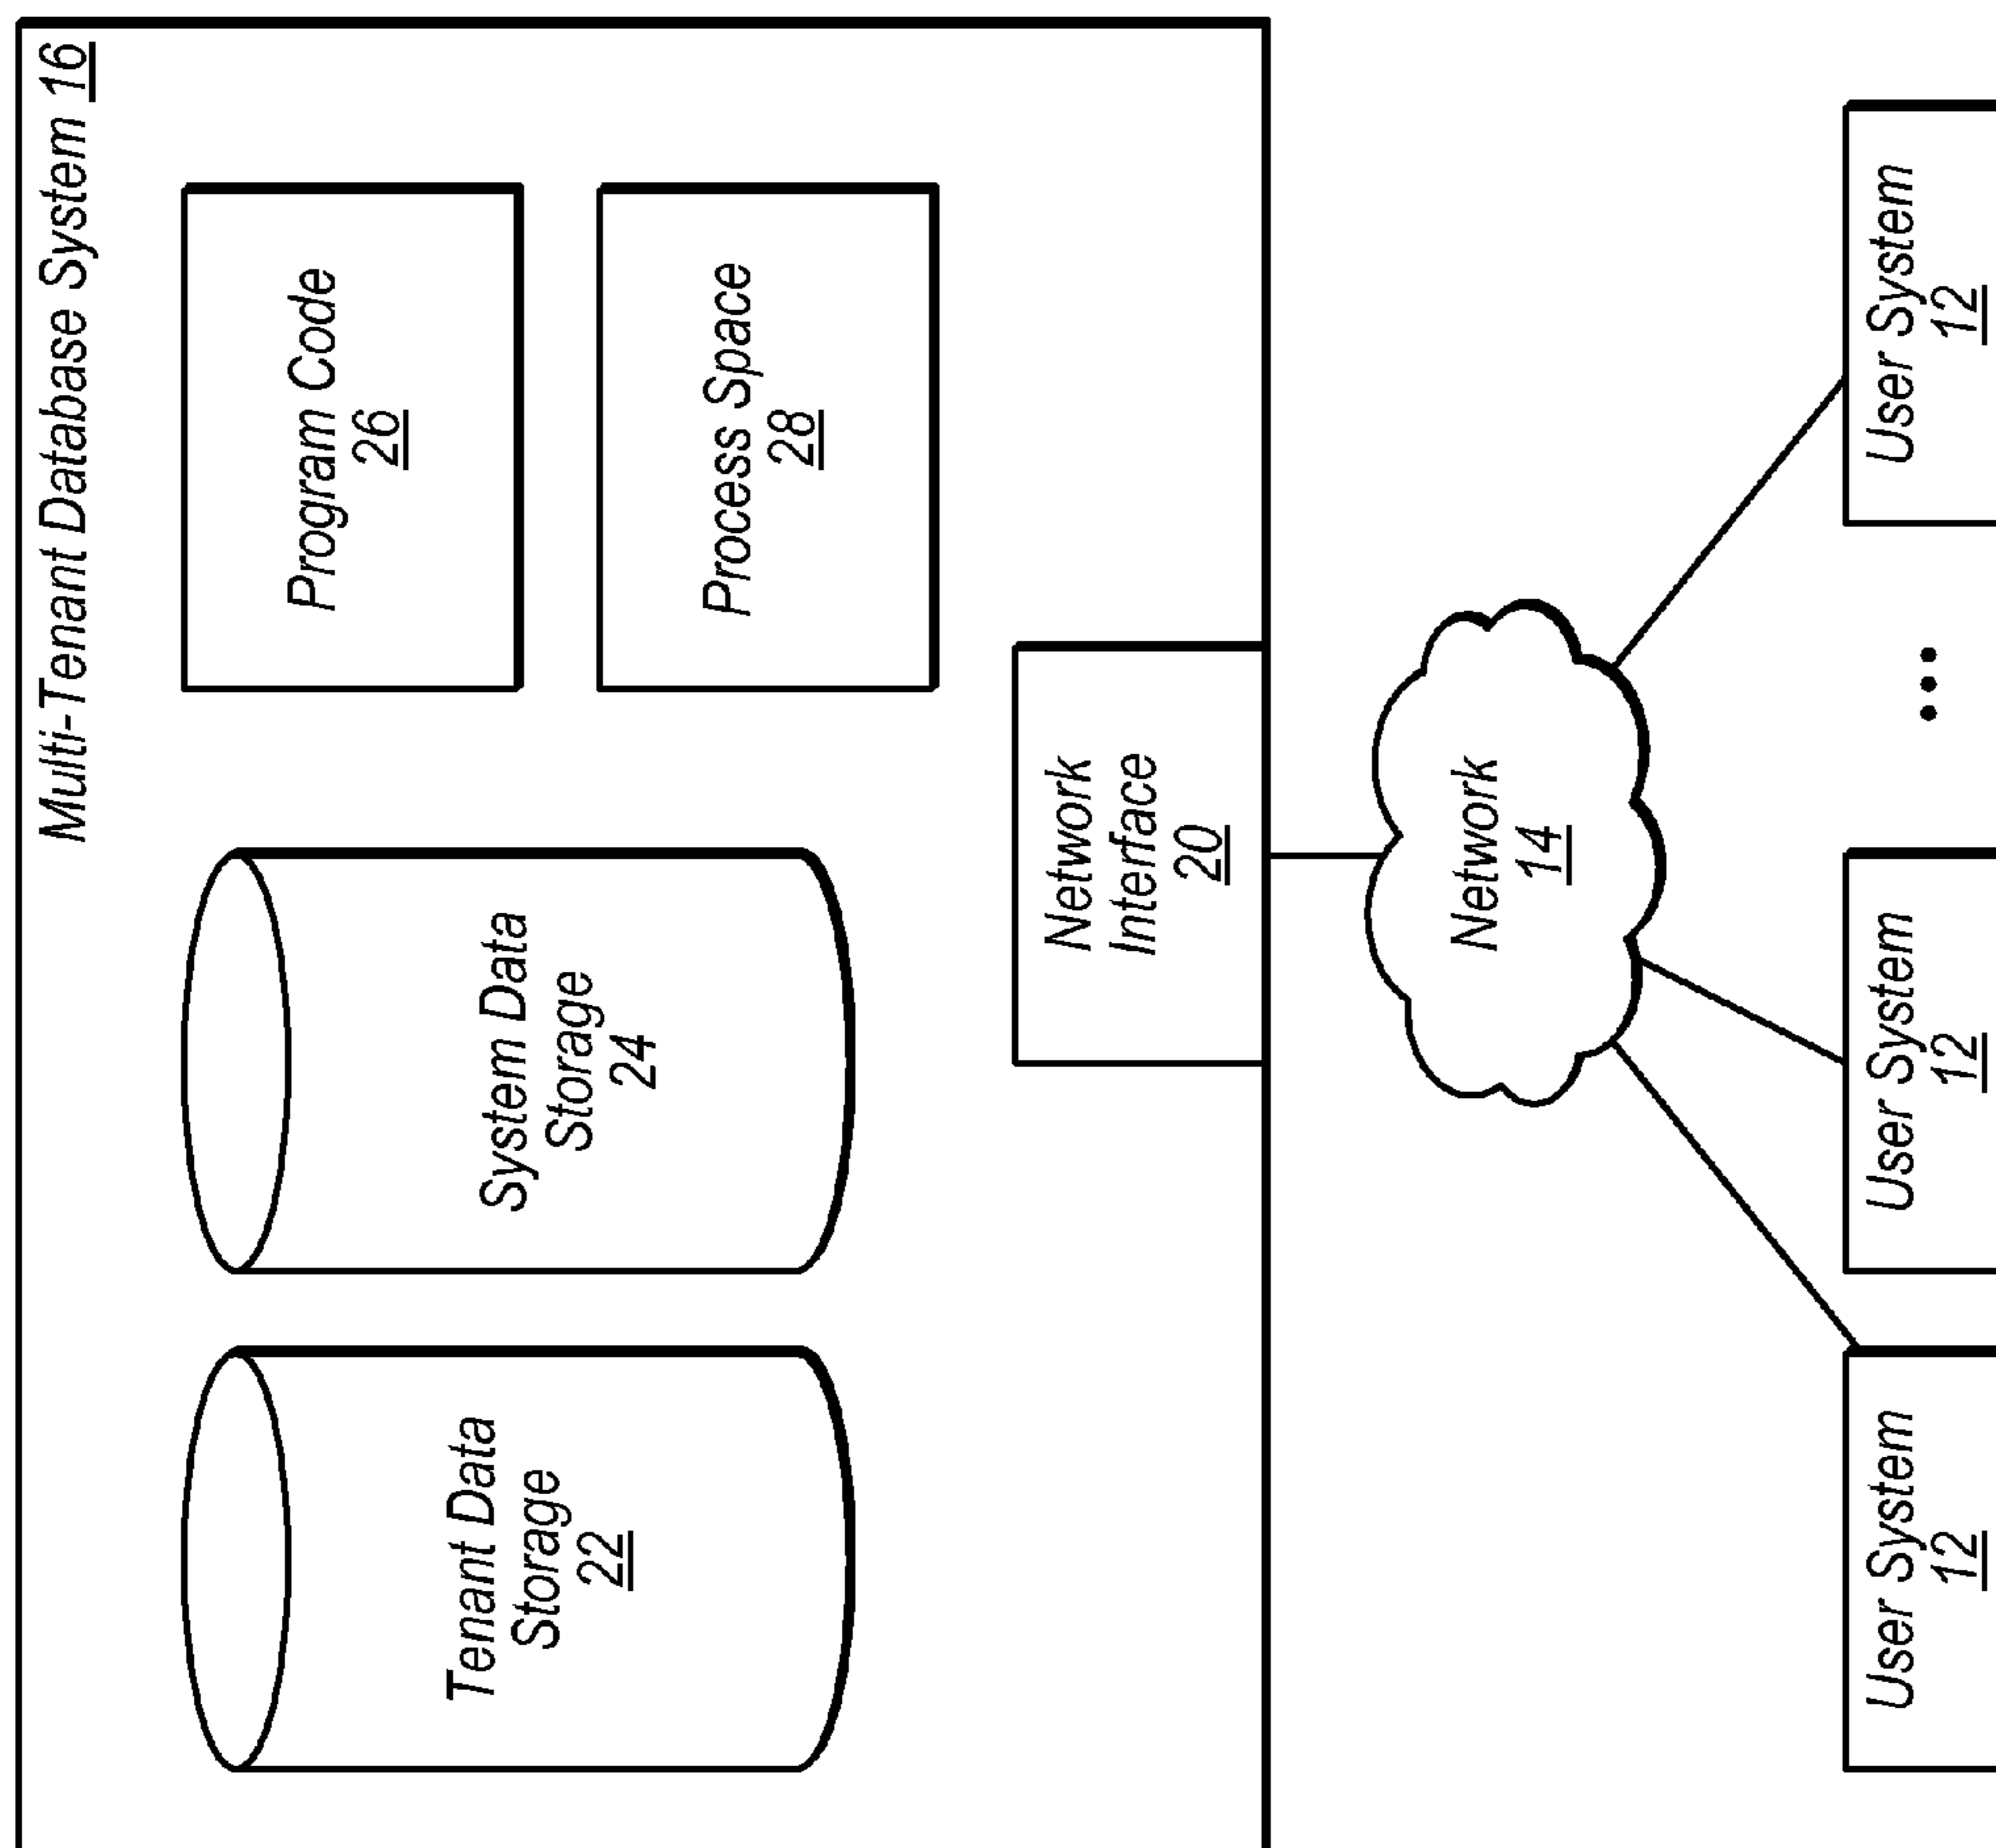 Multi-Tenant Database System 16
Tenant Data
Storage
22
System Data
Storage
24
Program Code
26
Process Space
28
Network
Interface
20
Network
14
User System
12
User System
12
...
User System
12